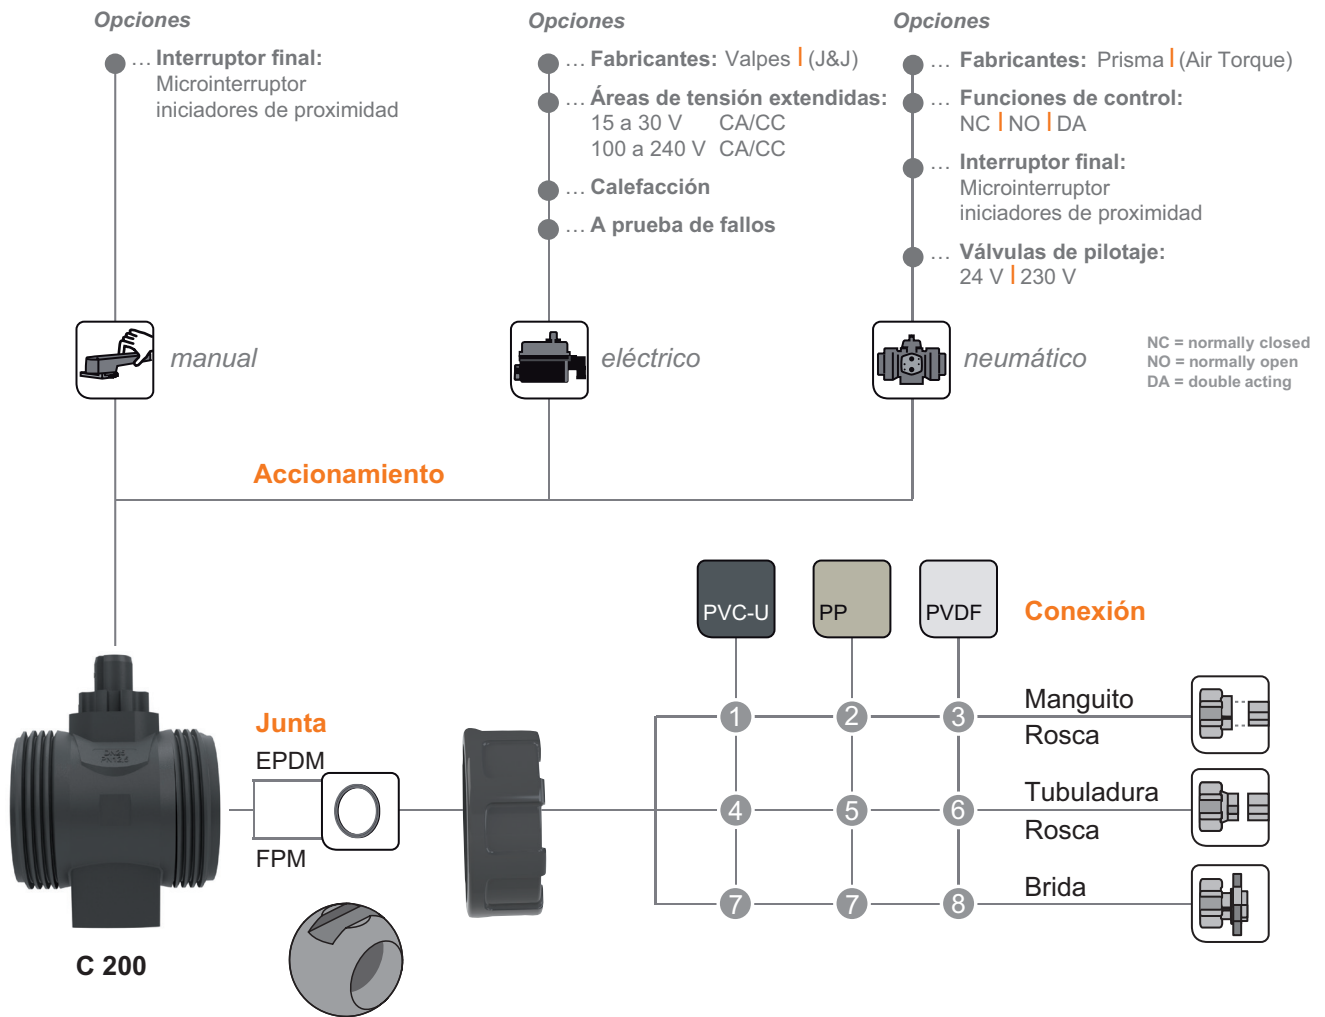 Opciones
… Interruptor final:
Microinterruptor
iniciadores de proximidad
manual
Opciones
… Fabricantes: Valpes | (J&J)
… Áreas de tensión extendidas:
15 a 30 V CA/CC
100 a 240 V CA/CC
… Calefacción
… A prueba de fallos
eléctrico
Opciones
… Fabricantes: Prisma | (Air Torque)
… Funciones de control:
NC | NO | DA
… Interruptor final:
Microinterruptor
iniciadores de proximidad
… Válvulas de pilotaje:
24 V | 230 V
neumático
NC = normally closed
NO = normally open
DA = double acting
Accionamiento
PVC-U PP PVDF
Conexión
Junta
EPDM
FPM
1 2 3
Manguito
Rosca
4 5 6
Tubuladura
Rosca
7 7 8
Brida
C 200